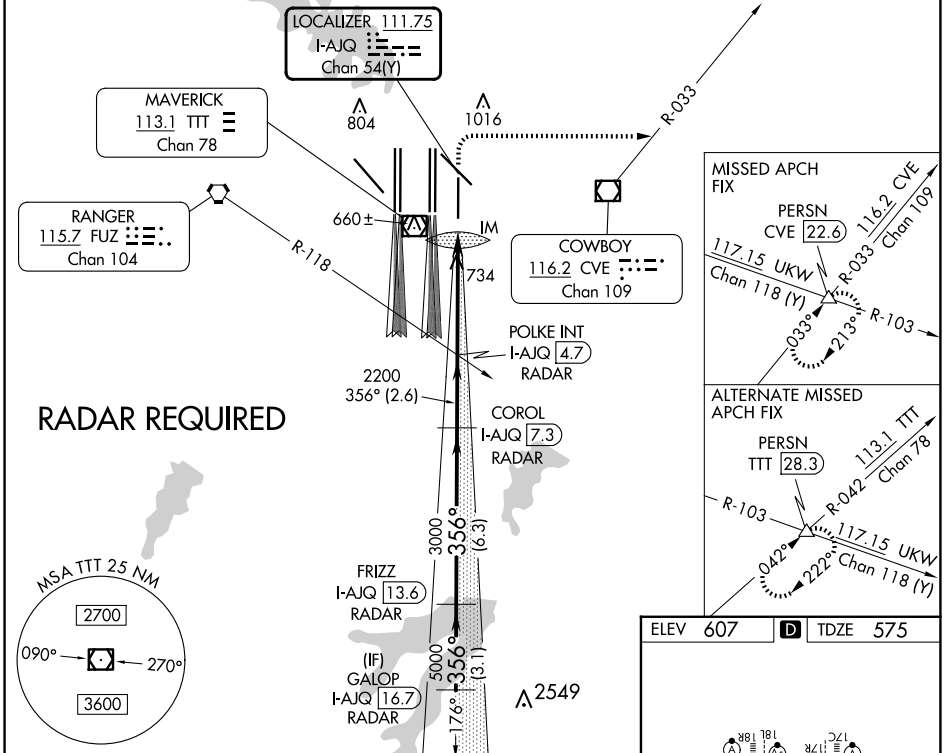 LOCALIZER 111.75
I-AJQ
Chan 54(Y)
MAVERICK
113.1 TTT
Chan 78
804
1016
R-033
RANGER
115.7 FUZ
Chan 104
R-118
660±
IM
734
COWBOY
116.2 CVE
Chan 109
POLKE INT
I-AJQ 4.7
RADAR
2200
356° (2.6)
COROL
I-AJQ 7.3
RADAR
RADAR REQUIRED
3000
356°
(6.3)
FRIZZ
I-AJQ 13.6
RADAR
5000
356°
(3.1)
(IF)
GALOP
I-AJQ 16.7
RADAR
176°
2549
MSA TTT 25 NM
2700
090°
270°
3600
MISSED APCH
FIX
PERSN
CVE 22.6
116.2 CVE
Chan 109
R-033
117.15 UKW
Chan 118 (Y)
R-103
033°
213°
ALTERNATE MISSED
APCH FIX
PERSN
TTT 28.3
113.1 TTT
Chan 78
R-042
R-103
117.15 UKW
Chan 118 (Y)
042°
222°
ELEV 607 D TDZE 575
18R
18L
17R
17C
A
A
A